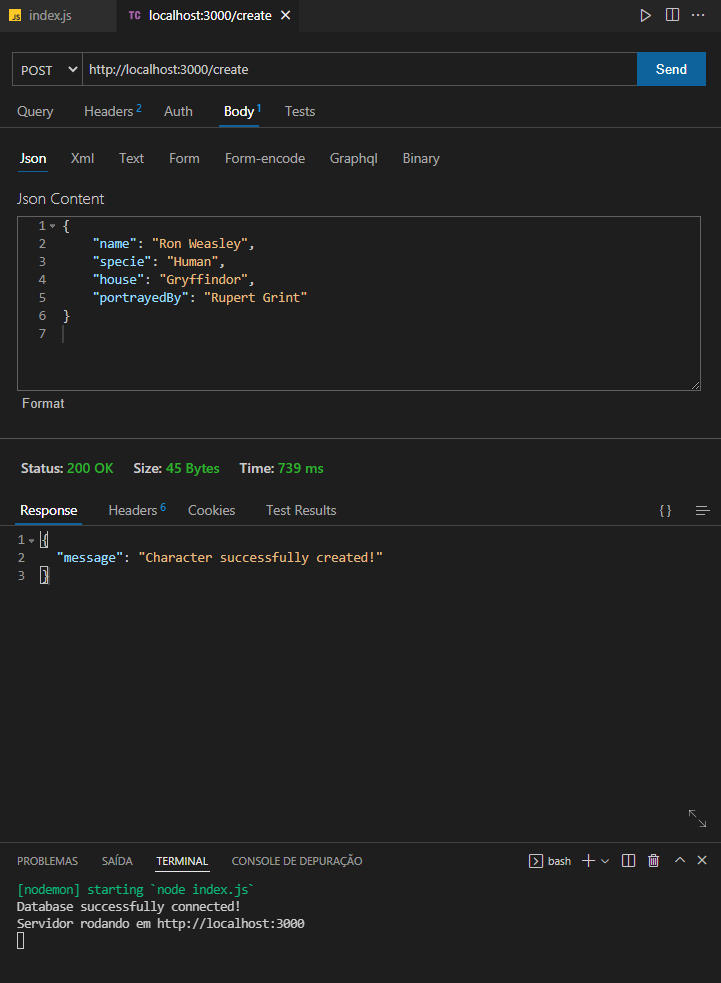 JS index.js TC localhost:3000/create
POST http://localhost:3000/create Send
Query Headers 2 Auth Body 1 Tests
Json Xml Text Form Form-encode Graphql Binary
Json Content
1 {
2 "name": "Ron Weasley",
3 "specie": "Human",
4 "house": "Gryffindor",
5 "portrayedBy": "Rupert Grint"
6 }
7
Format
Status: 200 OK Size: 45 Bytes Time: 739 ms
Response Headers 6 Cookies Test Results { }
1 {
2 "message": "Character successfully created!"
3 }
PROBLEMAS SAÍDA TERMINAL CONSOLE DE DEPURAÇÃO bash
[nodemon] starting `node index.js`
Database successfully connected!
Servidor rodando em http://localhost:3000